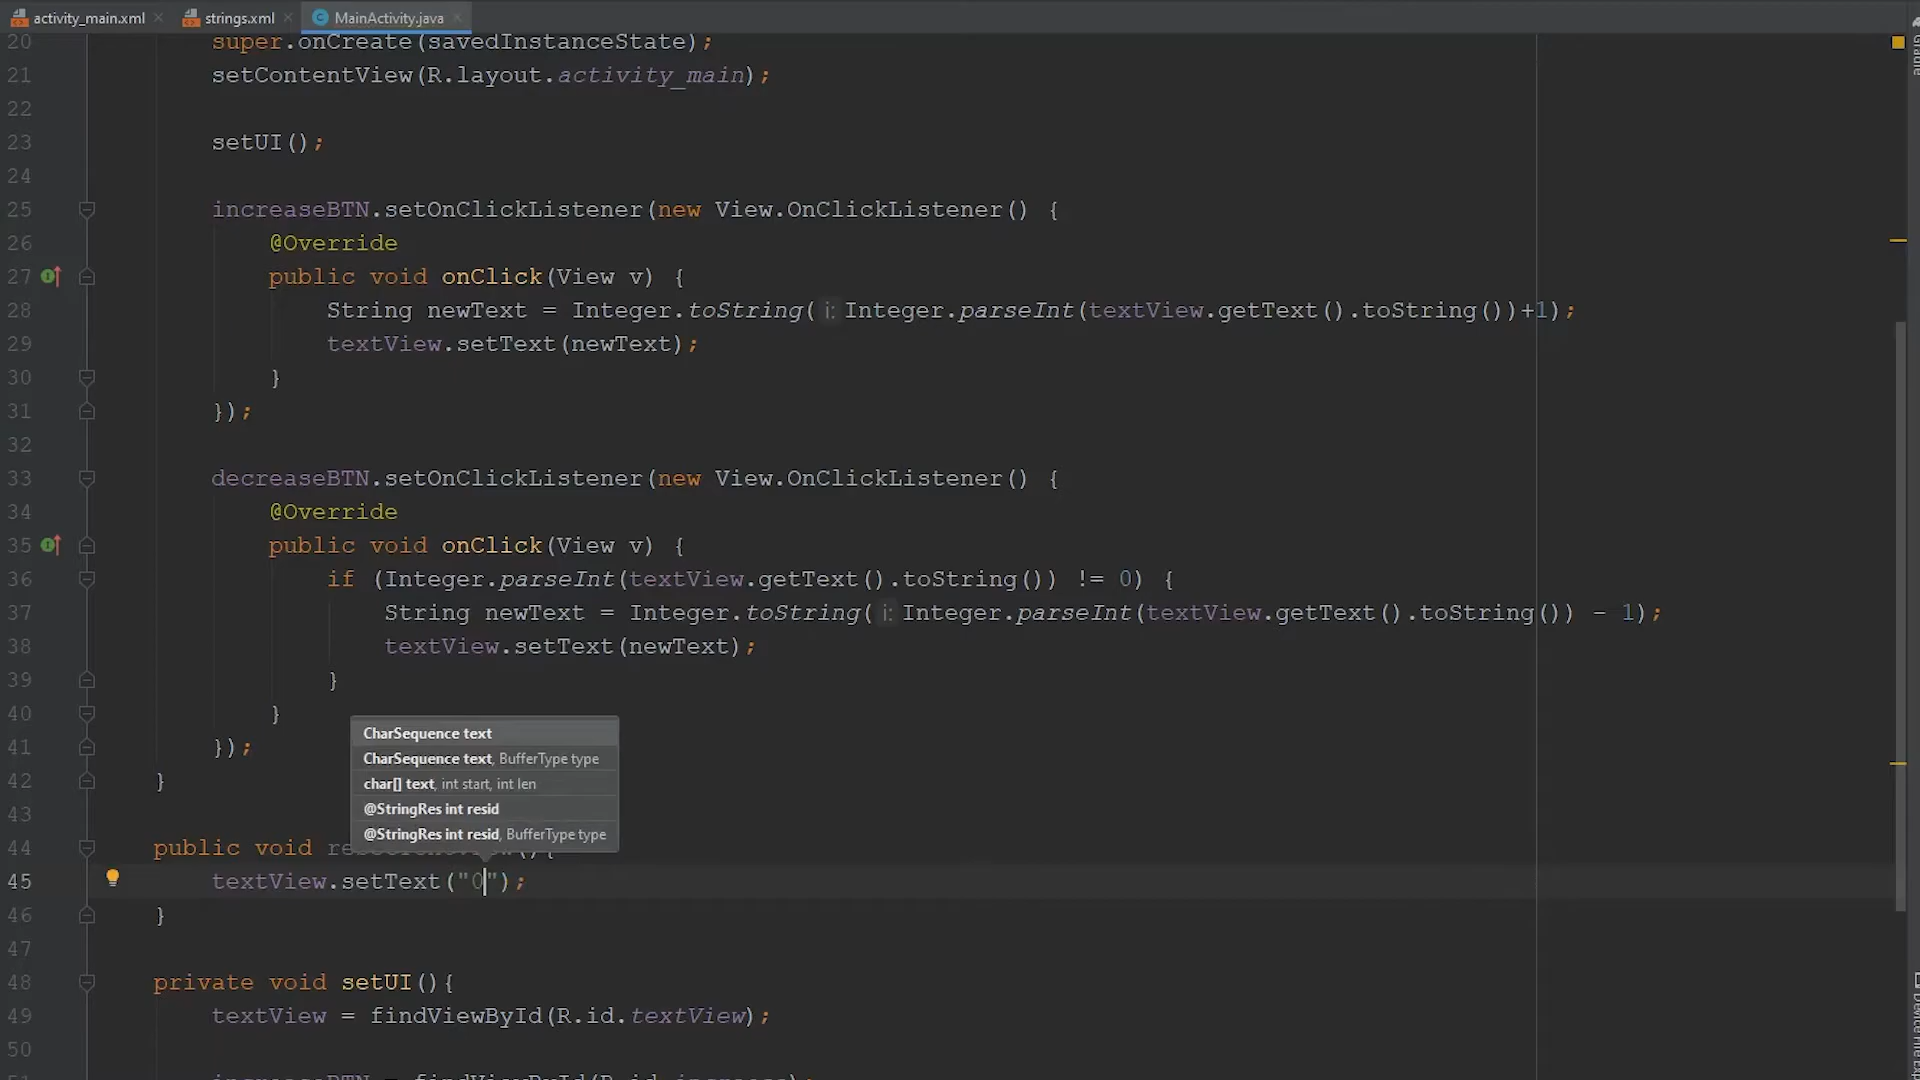 activity_main.xml strings.xml MainActivity.java
20 super.onCreate(savedInstanceState);
21 setContentView(R.layout.activity_main);
22
23 setUI();
24
25 increaseBTN.setOnClickListener(new View.OnClickListener() {
26 @Override
27 public void onClick(View v) {
28 String newText = Integer.toString( i: Integer.parseInt(textView.getText().toString())+1);
29 textView.setText(newText);
30 }
31 });
32
33 decreaseBTN.setOnClickListener(new View.OnClickListener() {
34 @Override
35 public void onClick(View v) {
36 if (Integer.parseInt(textView.getText().toString()) != 0) {
37 String newText = Integer.toString( i: Integer.parseInt(textView.getText().toString()) - 1);
38 textView.setText(newText);
39 }
40 }
41 });
42 }
43
CharSequence text
CharSequence text, BufferType type
char[] text, int start, int len
@StringRes int resid
@StringRes int resid, BufferType type
44 public void
45 textView.setText("0");
46 }
47
48 private void setUI(){
49 textView = findViewById(R.id.textView);
50
Gradle